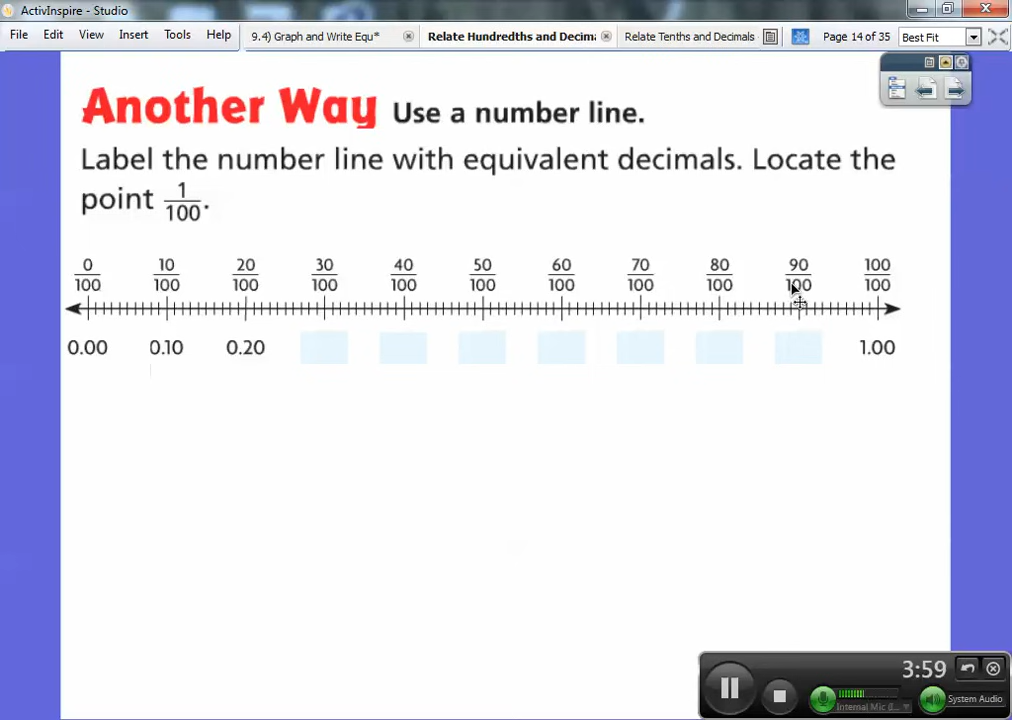 ActivInspire - Studio
File Edit View Insert Tools Help
9.4) Graph and Write Equ*
Relate Hundredths and Decima
Relate Tenths and Decimals
Page 14 of 35
Best Fit
Another Way Use a number line.
Label the number line with equivalent decimals. Locate the
point 1/100.
0/100 10/100 20/100 30/100 40/100 50/100 60/100 70/100 80/100 90/100 100/100
0.00 0.10 0.20 1.00
3:59
Internal Mic (I...
System Audio